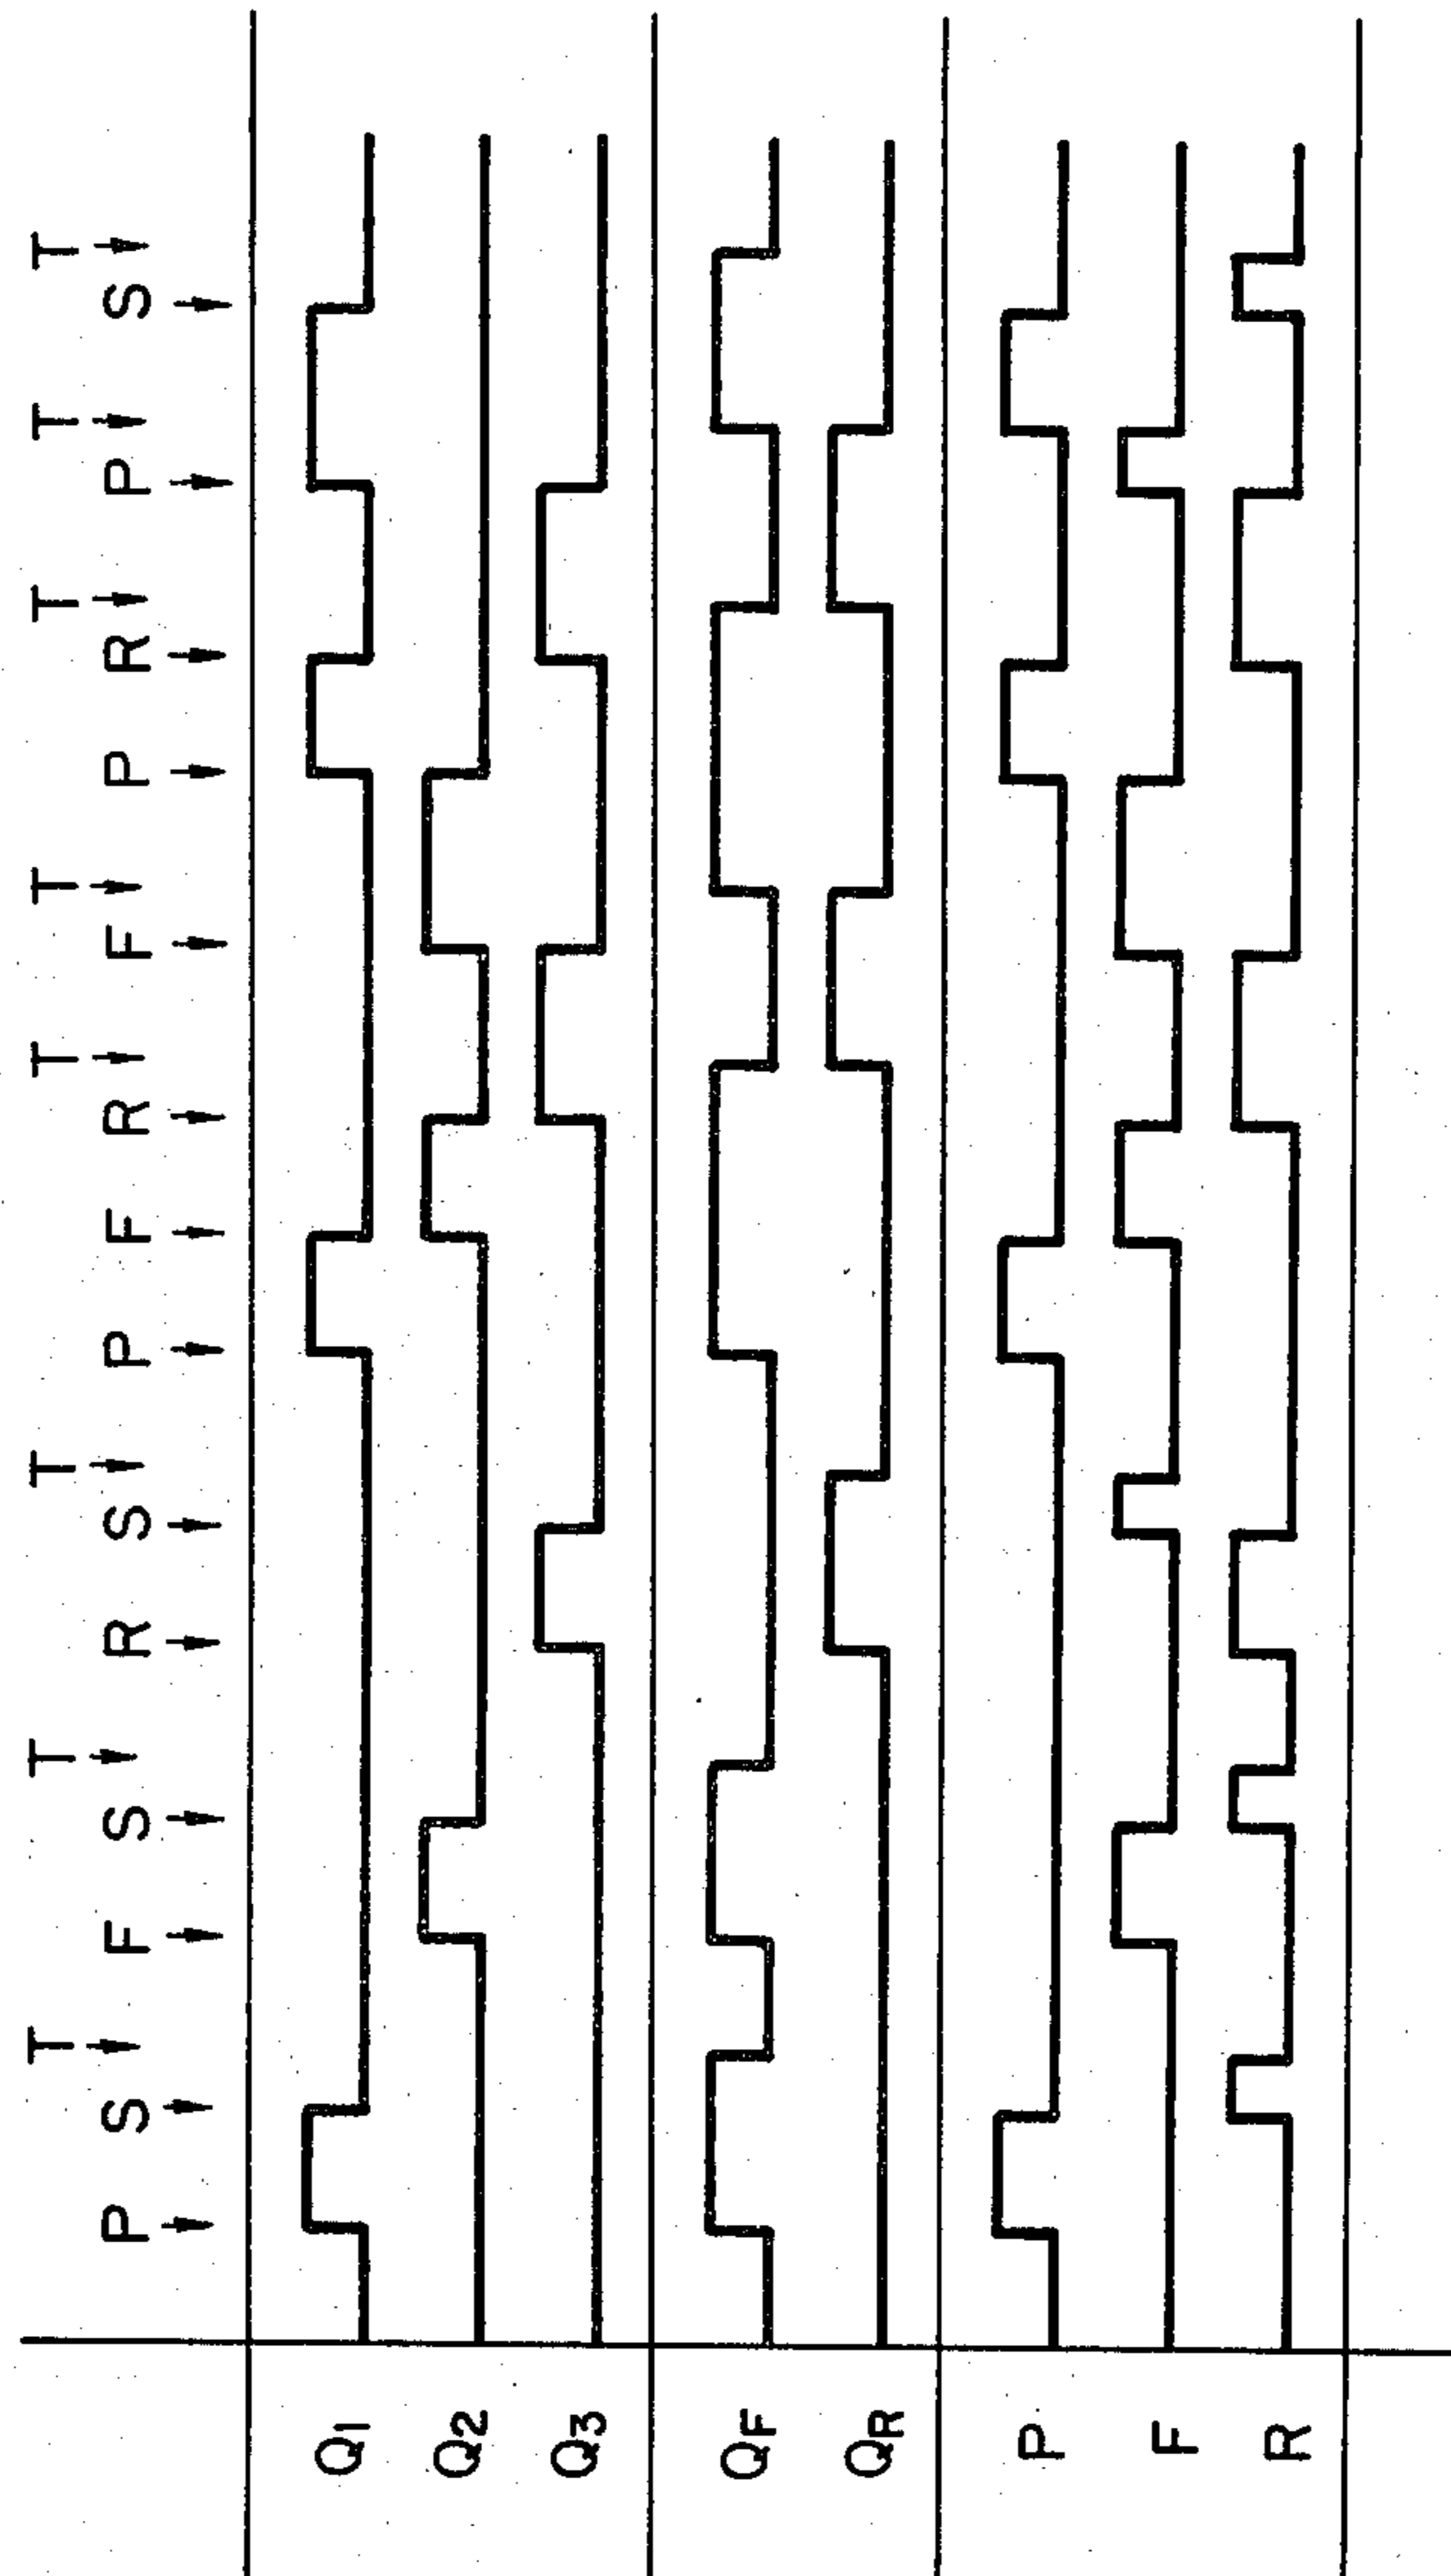 T T T T T T T T
P S F S R S P F R F P R P S
Q1
Q2
Q3
QF
QR
P
F
R